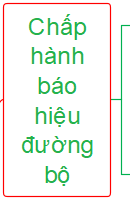 Chấp
hành
báo
hiệu
đường
bộ